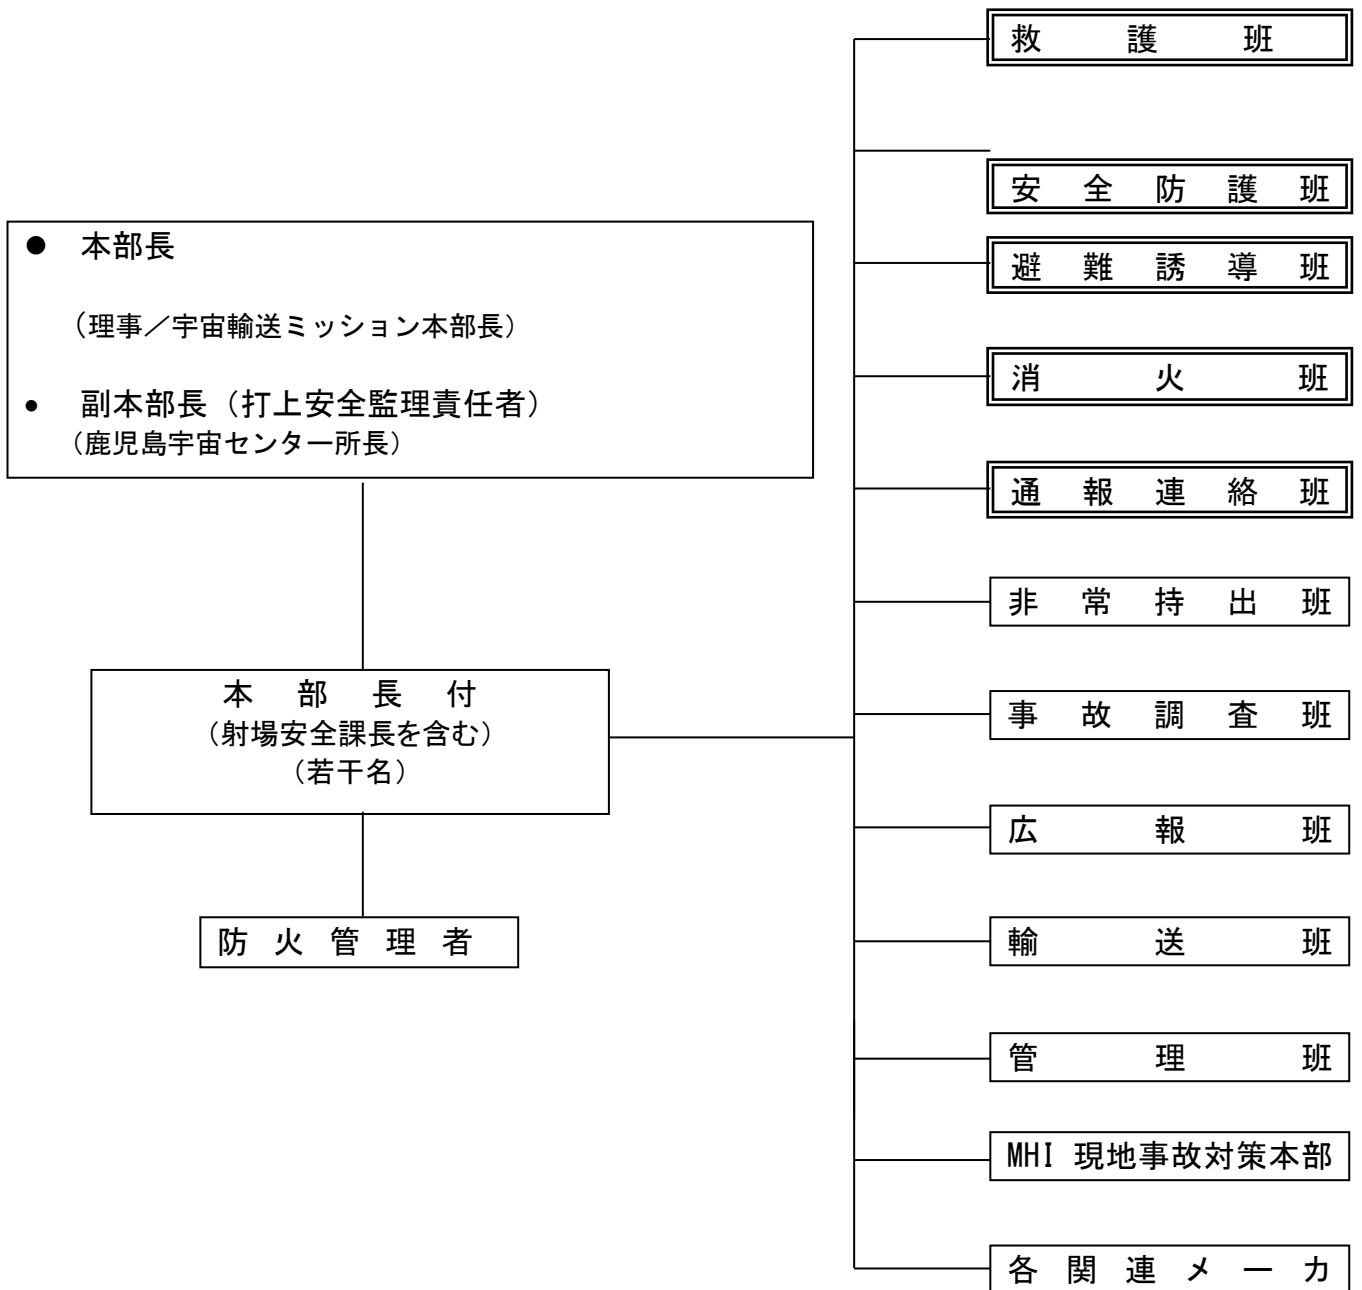 ● 本部長
（理事／宇宙輸送ミッション本部長）
• 副本部長（打上安全監理責任者）
（鹿児島宇宙センター所長）
本部長付
（射場安全課長を含む）
（若干名）
防火管理者
救護班
安全防護班
避難誘導班
消火班
通報連絡班
非常持出班
事故調査班
広報班
輸送班
管理班
MHI 現地事故対策本部
各関連メーカ